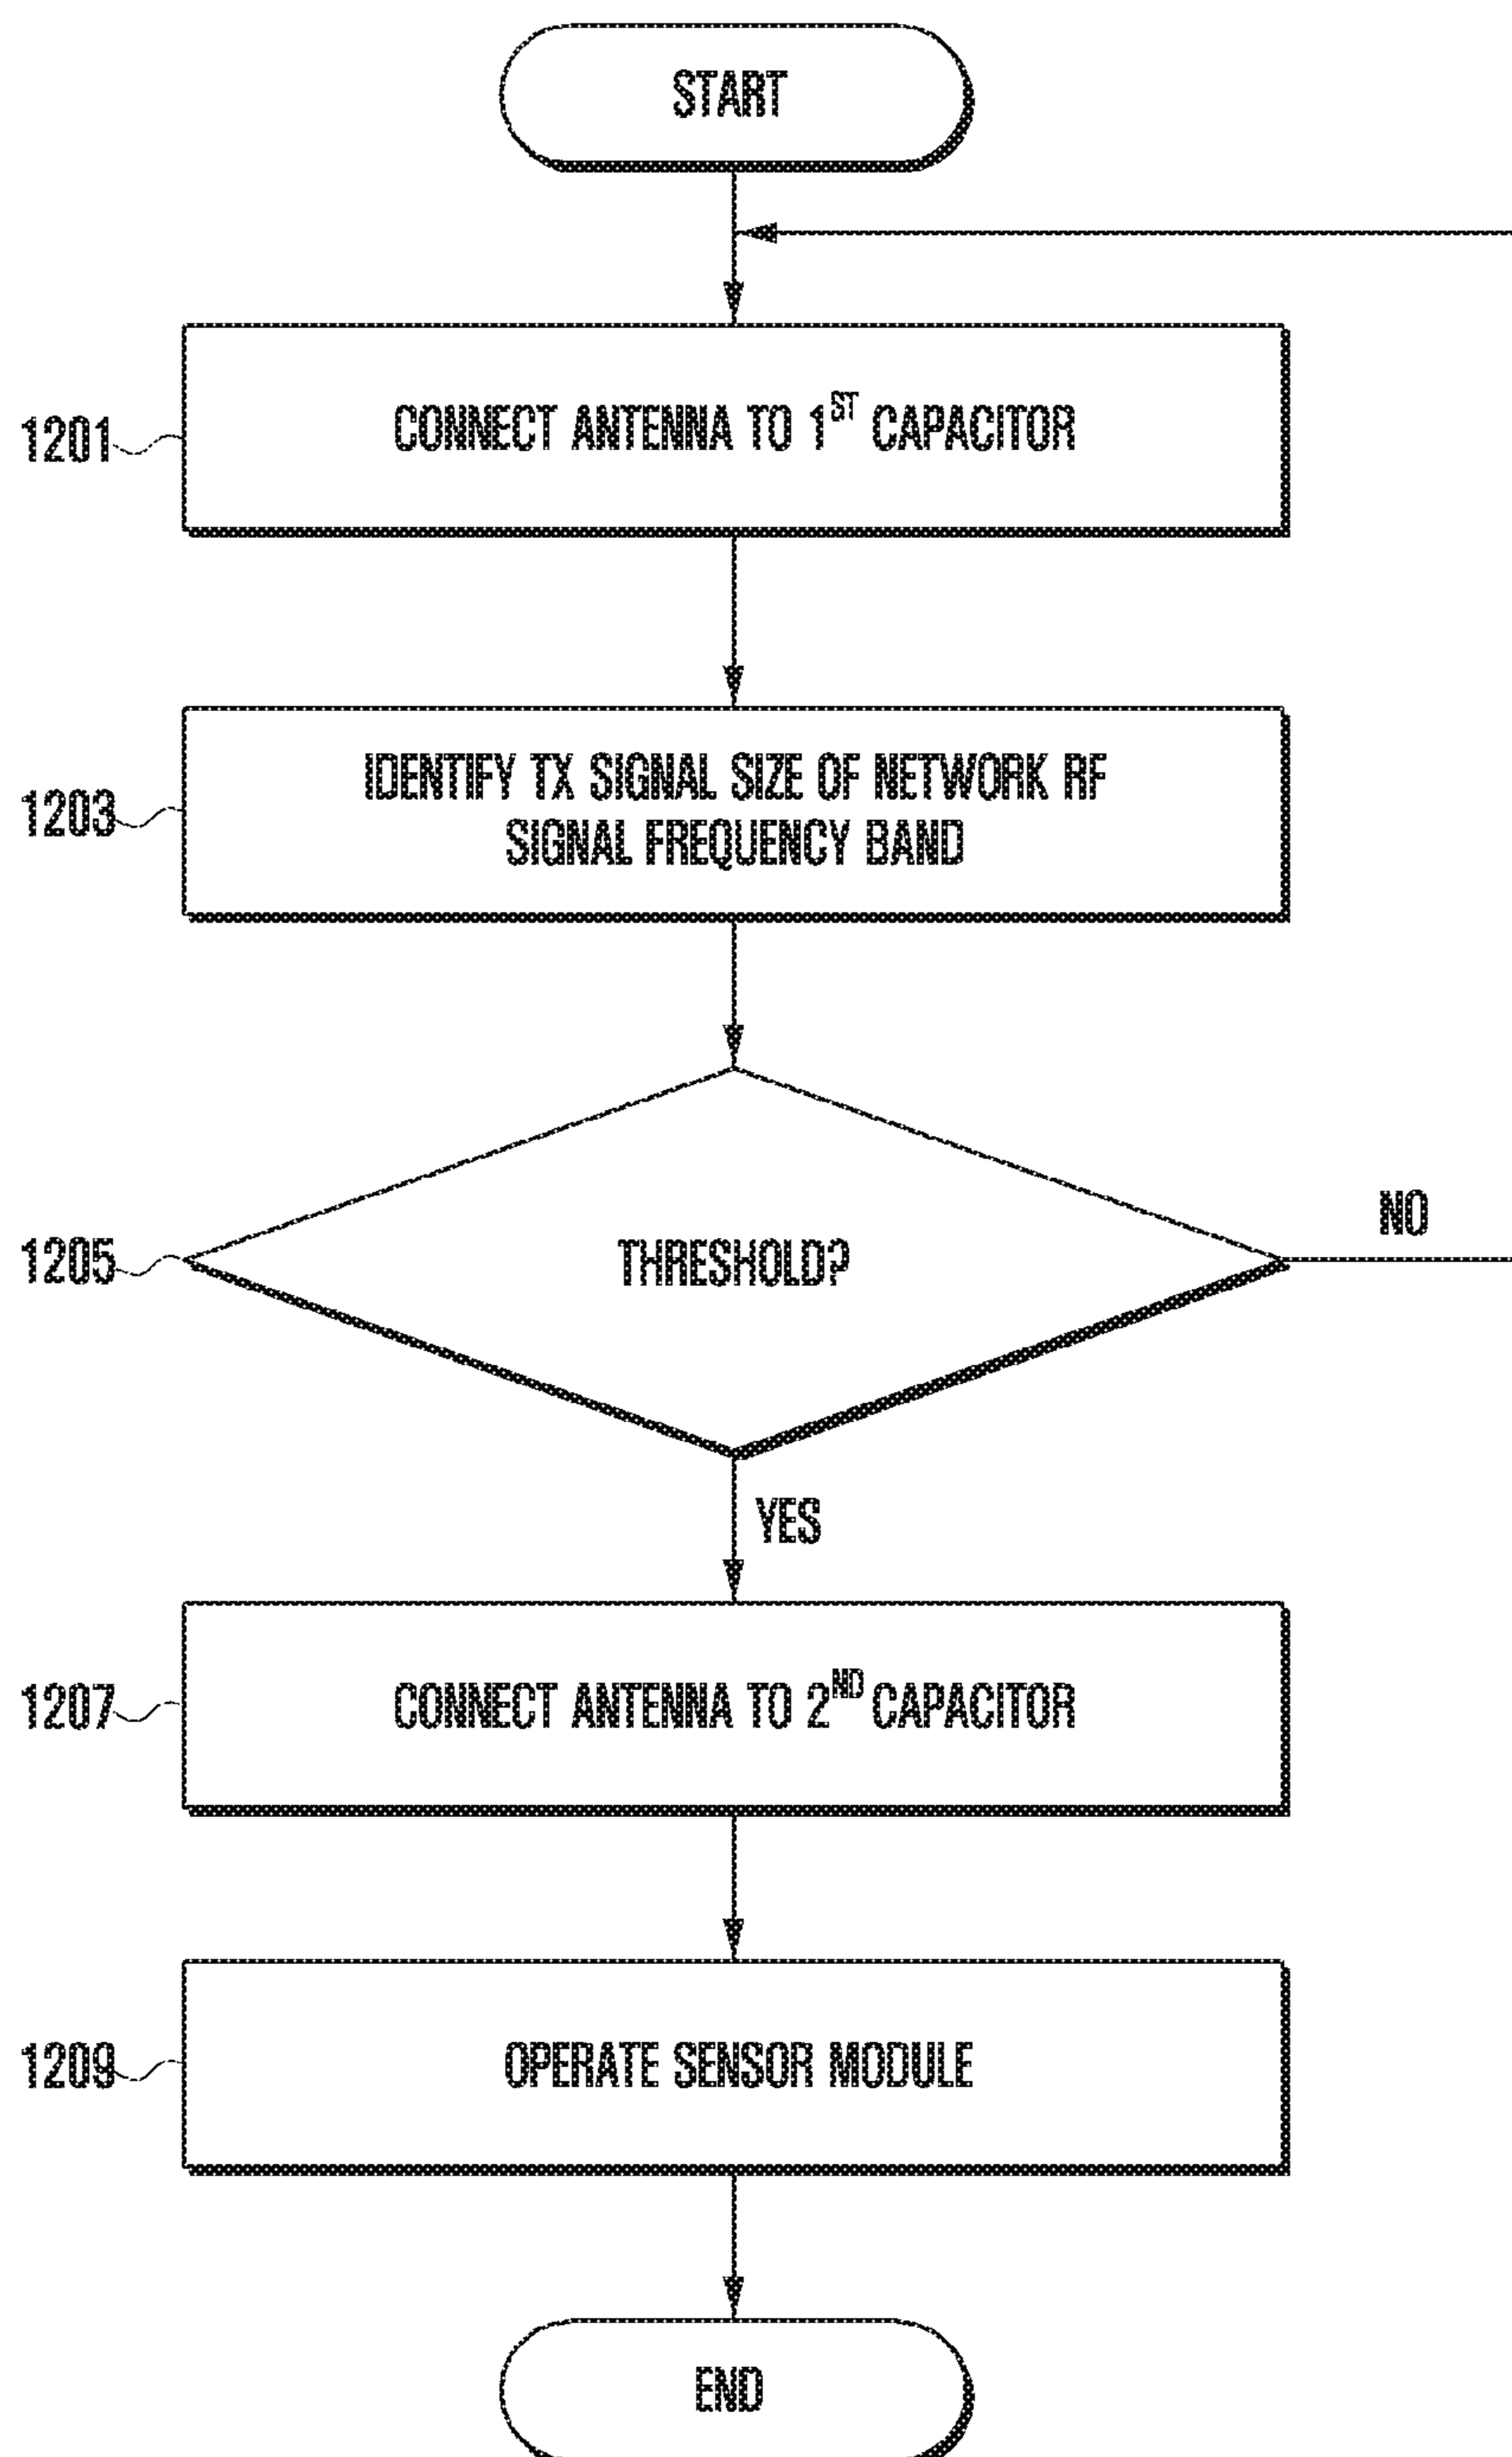 START
1201
CONNECT ANTENNA TO 1ST CAPACITOR
1203
IDENTIFY TX SIGNAL SIZE OF NETWORK RF
SIGNAL FREQUENCY BAND
1205
THRESHOLD?
NO
YES
1207
CONNECT ANTENNA TO 2ND CAPACITOR
1209
OPERATE SENSOR MODULE
END